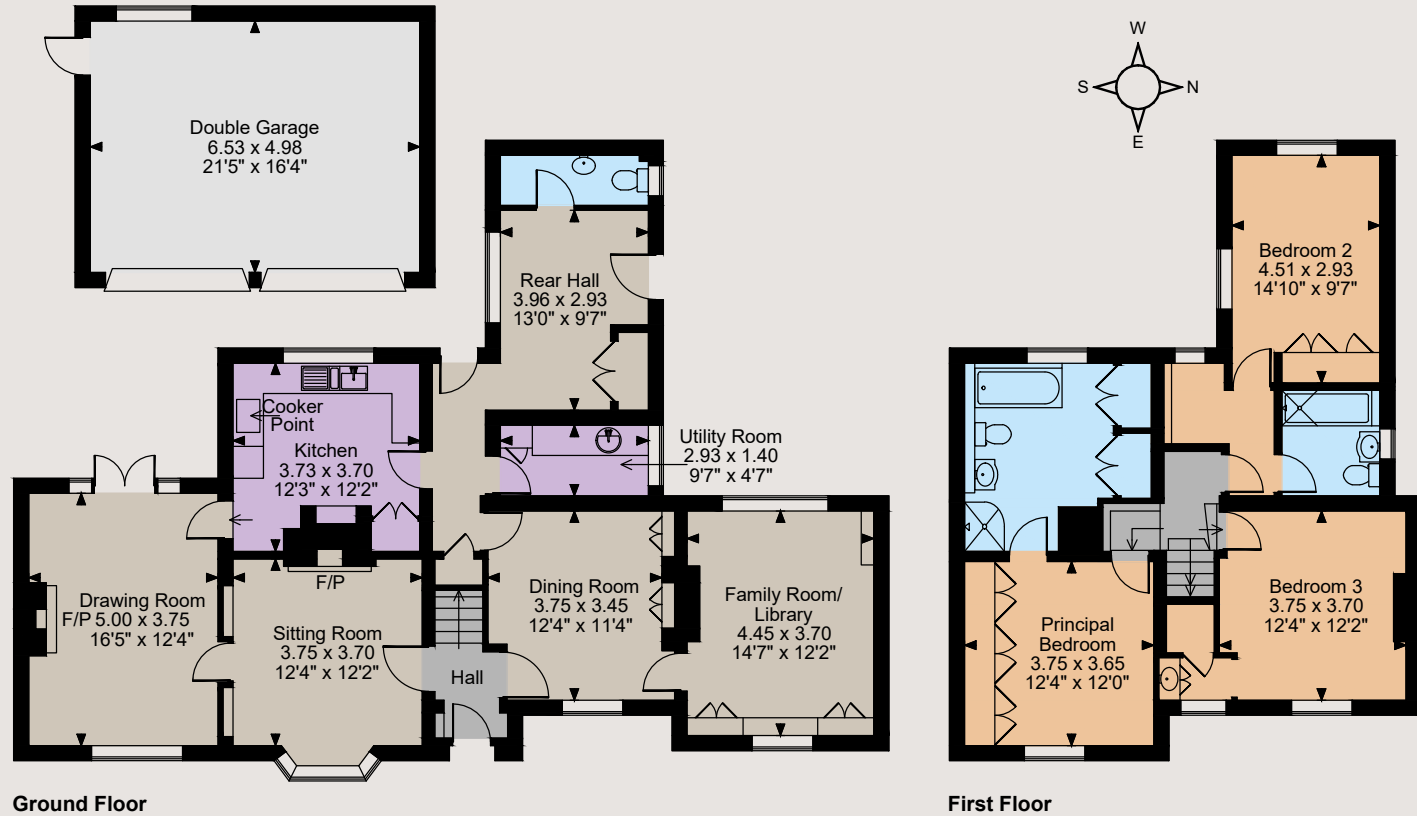 Double Garage
6.53 x 4.98
21'5" x 16'4"
W
S
N
E
Rear Hall
3.96 x 2.93
13'0" x 9'7"
Bedroom 2
4.51 x 2.93
14'10" x 9'7"
Cooker
Point
Kitchen
3.73 x 3.70
12'3" x 12'2"
Utility Room
2.93 x 1.40
9'7" x 4'7"
Drawing Room
F/P 5.00 x 3.75
16'5" x 12'4"
F/P
Sitting Room
3.75 x 3.70
12'4" x 12'2"
Hall
Dining Room
3.75 x 3.45
12'4" x 11'4"
Family Room/
Library
4.45 x 3.70
14'7" x 12'2"
Principal
Bedroom
3.75 x 3.65
12'4" x 12'0"
Bedroom 3
3.75 x 3.70
12'4" x 12'2"
Ground Floor
First Floor